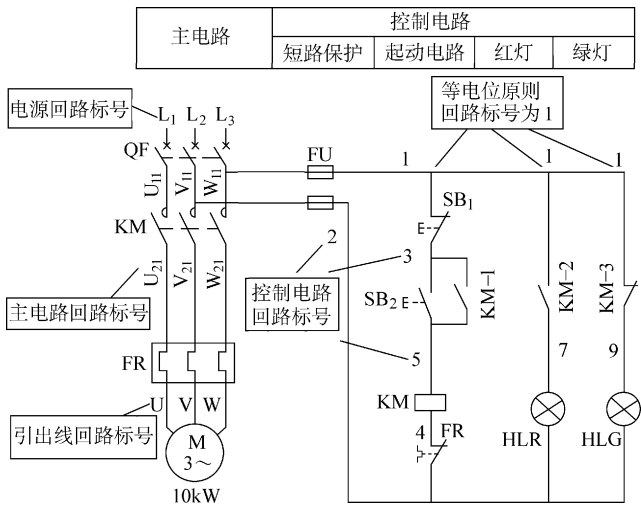 主电路
控制电路
短路保护
起动电路
红灯
绿灯
电源回路标号
L1 L2 L3
等电位原则
回路标号为 1
QF
U11 V11 W11
FU
1
1
1
SB1
KM
2
3
U21 V21 W21
控制电路
回路标号
SB2
KM-1
KM-2
KM-3
主电路回路标号
FR
5
7
9
U V W
KM
引出线回路标号
M
3～
4
FR
HLR
HLG
10kW